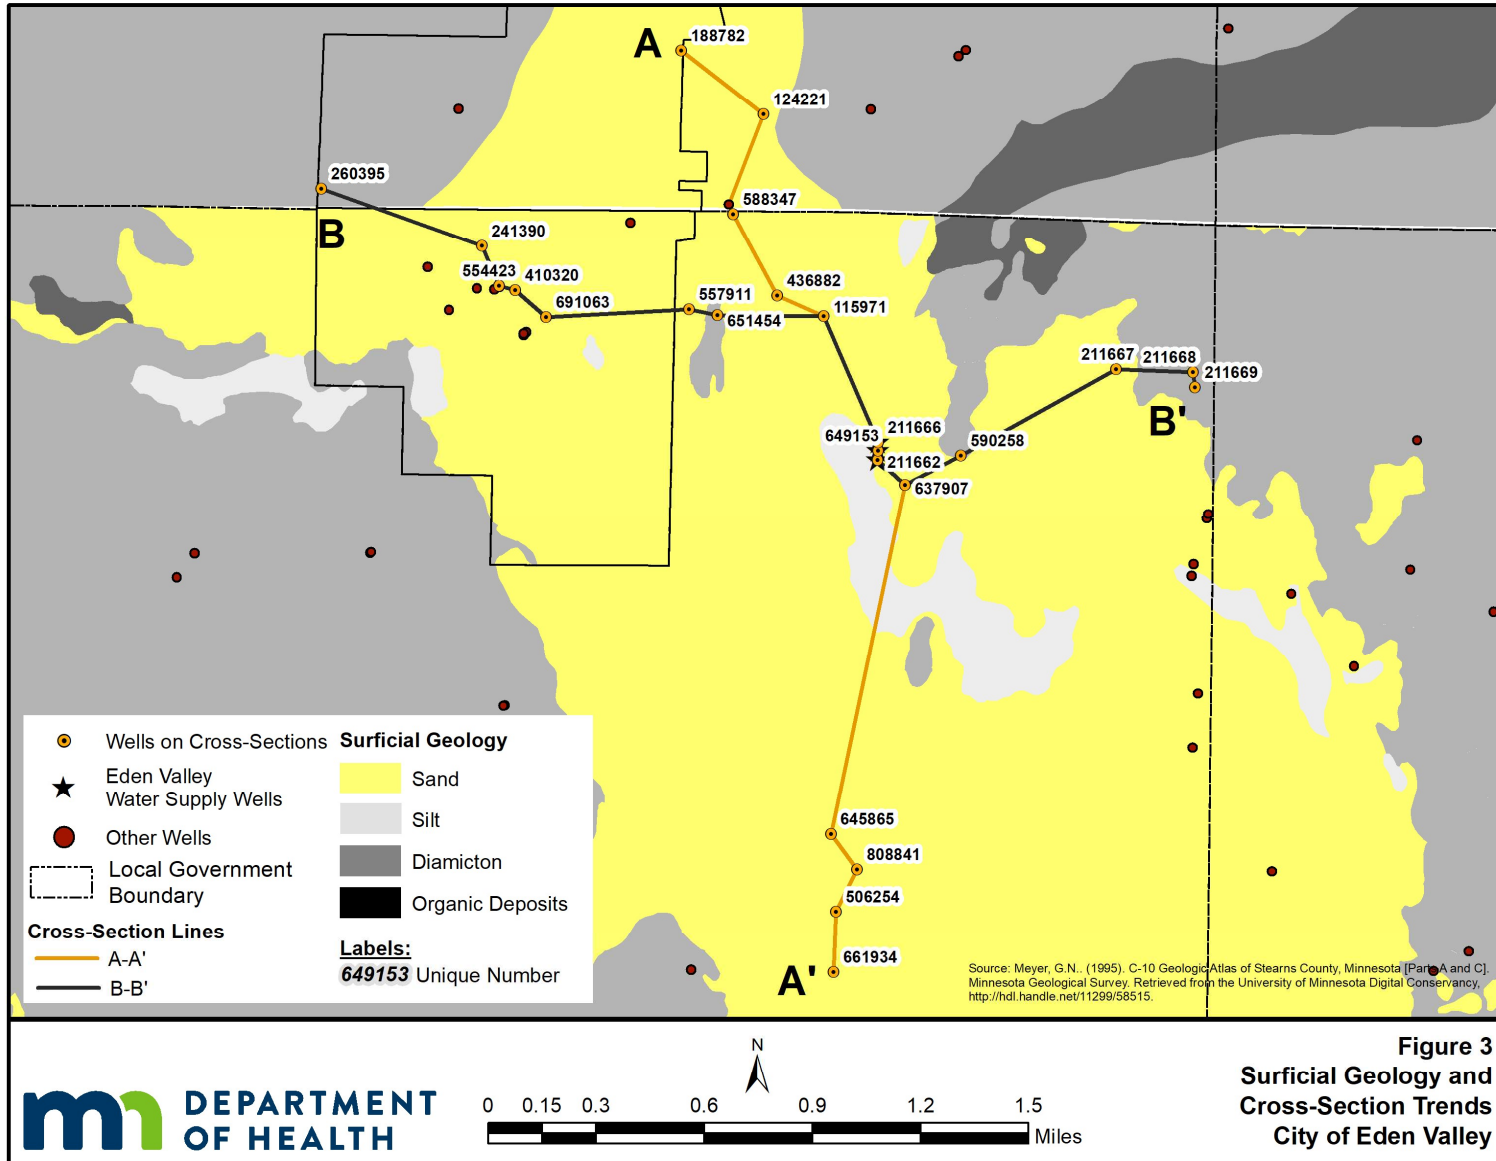 A
188782
124221
260395
588347
B
241390
554423
410320
436882
691063
557911
651454
115971
211667
211668
211669
B'
211666
649153
590258
211662
637907
645865
808841
506254
661934
A'
Wells on Cross-Sections
Eden Valley
Water Supply Wells
Other Wells
Local Government
Boundary
Cross-Section Lines
A-A'
B-B'
Surficial Geology
Sand
Silt
Diamicton
Organic Deposits
Labels:
649153 Unique Number
Source: Meyer, G.N.. (1995). C-10 Geologic Atlas of Stearns County, Minnesota [Parts A and C].
Minnesota Geological Survey. Retrieved from the University of Minnesota Digital Conservancy,
http://hdl.handle.net/11299/58515.
mn DEPARTMENT
OF HEALTH
N
0 0.15 0.3 0.6 0.9 1.2 1.5
Miles
Figure 3
Surficial Geology and
Cross-Section Trends
City of Eden Valley